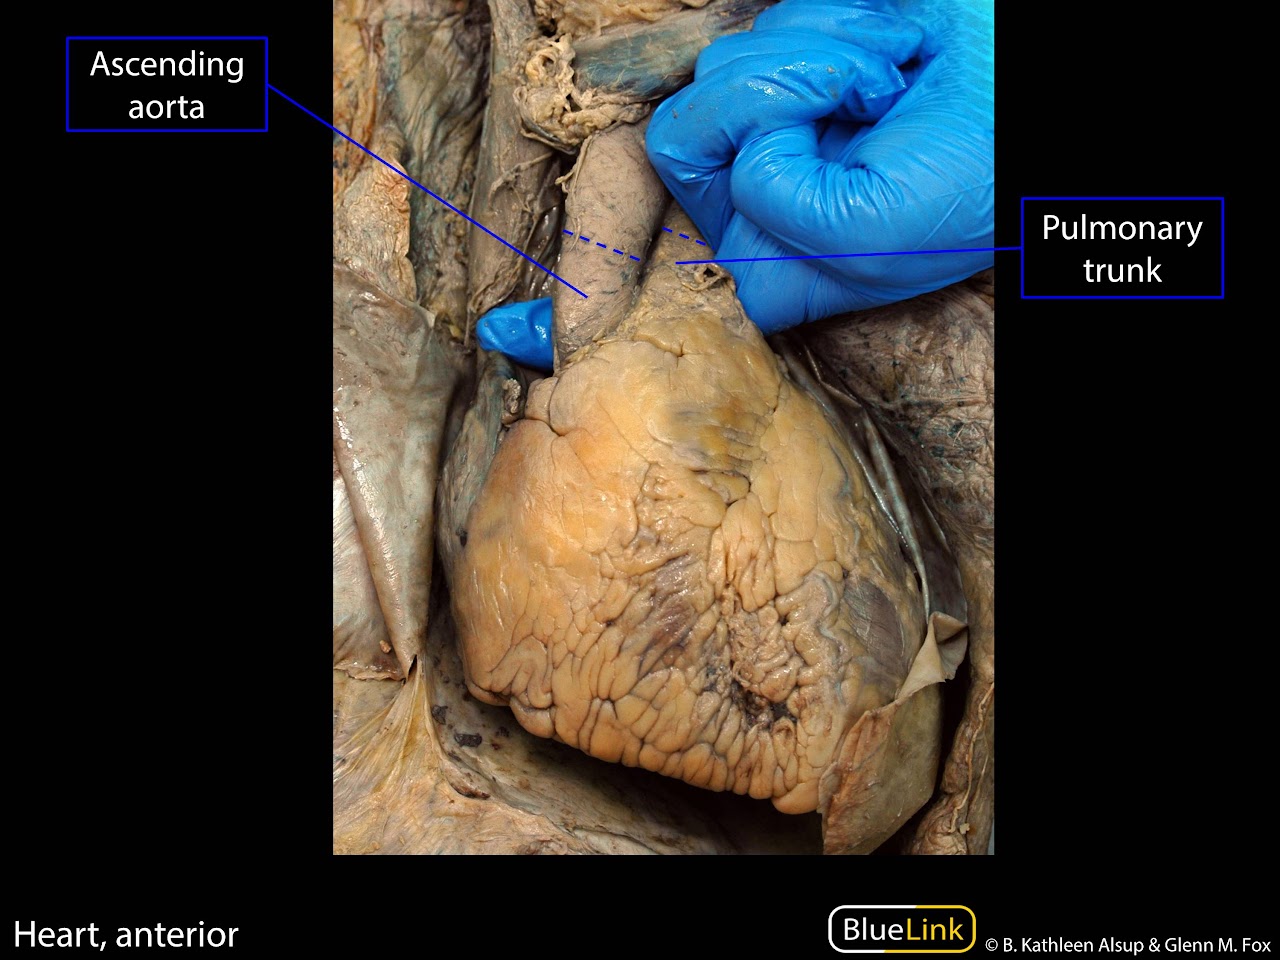 Ascending
aorta
Pulmonary
trunk
Heart, anterior
BlueLink
© B. Kathleen Alsup & Glenn M. Fox